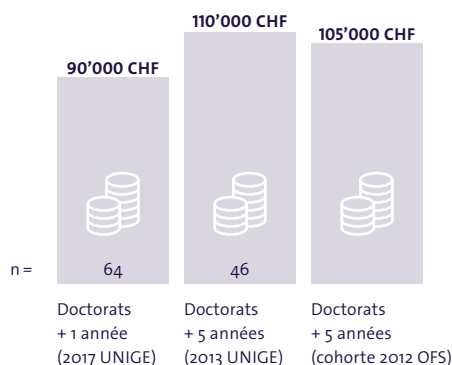 110’000 CHF
105’000 CHF
90’000 CHF
n = 64 46
Doctorats
+ 1 année
(2017 UNIGE)
Doctorats
+ 5 années
(2013 UNIGE)
Doctorats
+ 5 années
(cohorte 2012 OFS)